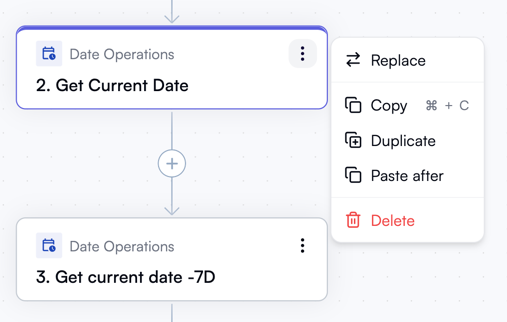 Date Operations
2. Get Current Date
Replace
Copy ⌘ + C
Duplicate
Paste after
Delete
Date Operations
3. Get current date -7D